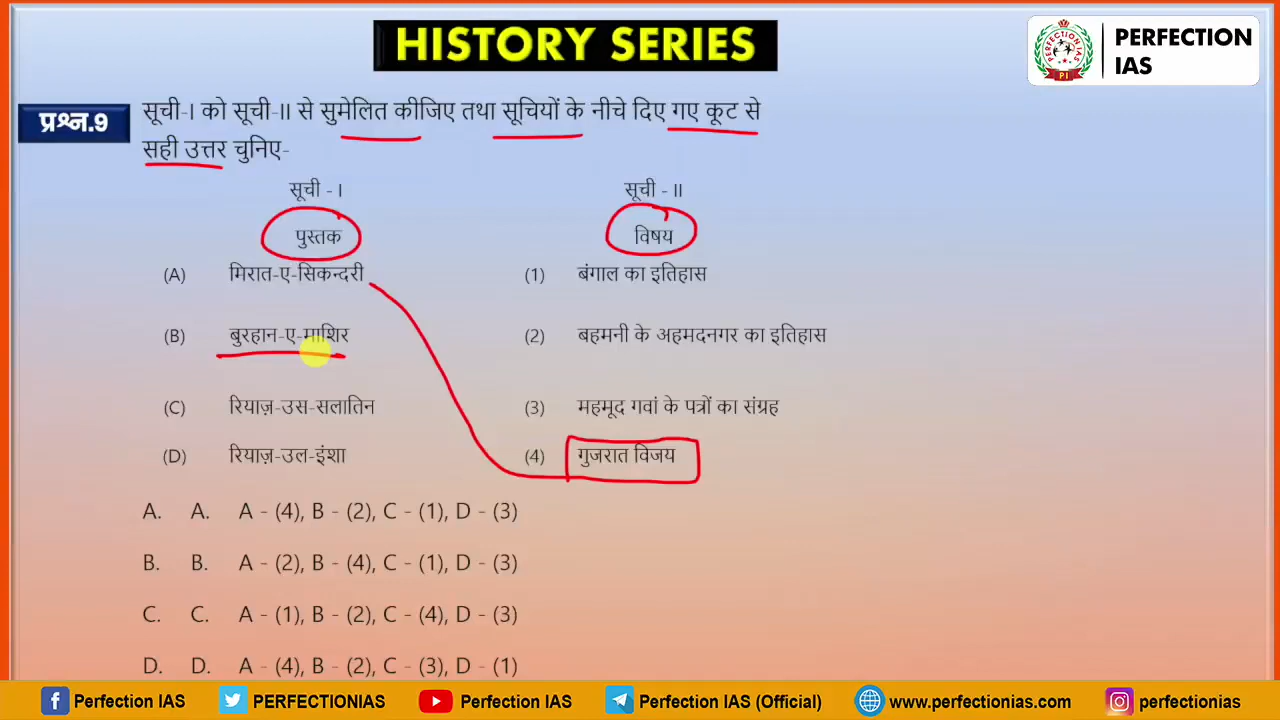 HISTORY SERIES
PERFECTION
IAS
PERFECTION IAS
PI
प्रश्न.9
सूची-I को सूची-II से सुमेलित कीजिए तथा सूचियों के नीचे दिए गए कूट से
सही उत्तर चुनिए-
सूची - I
सूची - II
पुस्तक
विषय
(A) मिरात-ए-सिकन्दरी (1) बंगाल का इतिहास
(B) बुरहान-ए-माशिर (2) बहमनी के अहमदनगर का इतिहास
(C) रियाज़-उस-सलातिन (3) महमूद गवां के पत्रों का संग्रह
(D) रियाज़-उल-इंशा (4) गुजरात विजय
A. A. A - (4), B - (2), C - (1), D - (3)
B. B. A - (2), B - (4), C - (1), D - (3)
C. C. A - (1), B - (2), C - (4), D - (3)
D. D. A - (4), B - (2), C - (3), D - (1)
Perfection IAS PERFECTIONIAS Perfection IAS Perfection IAS (Official) www.perfectionias.com perfectionias